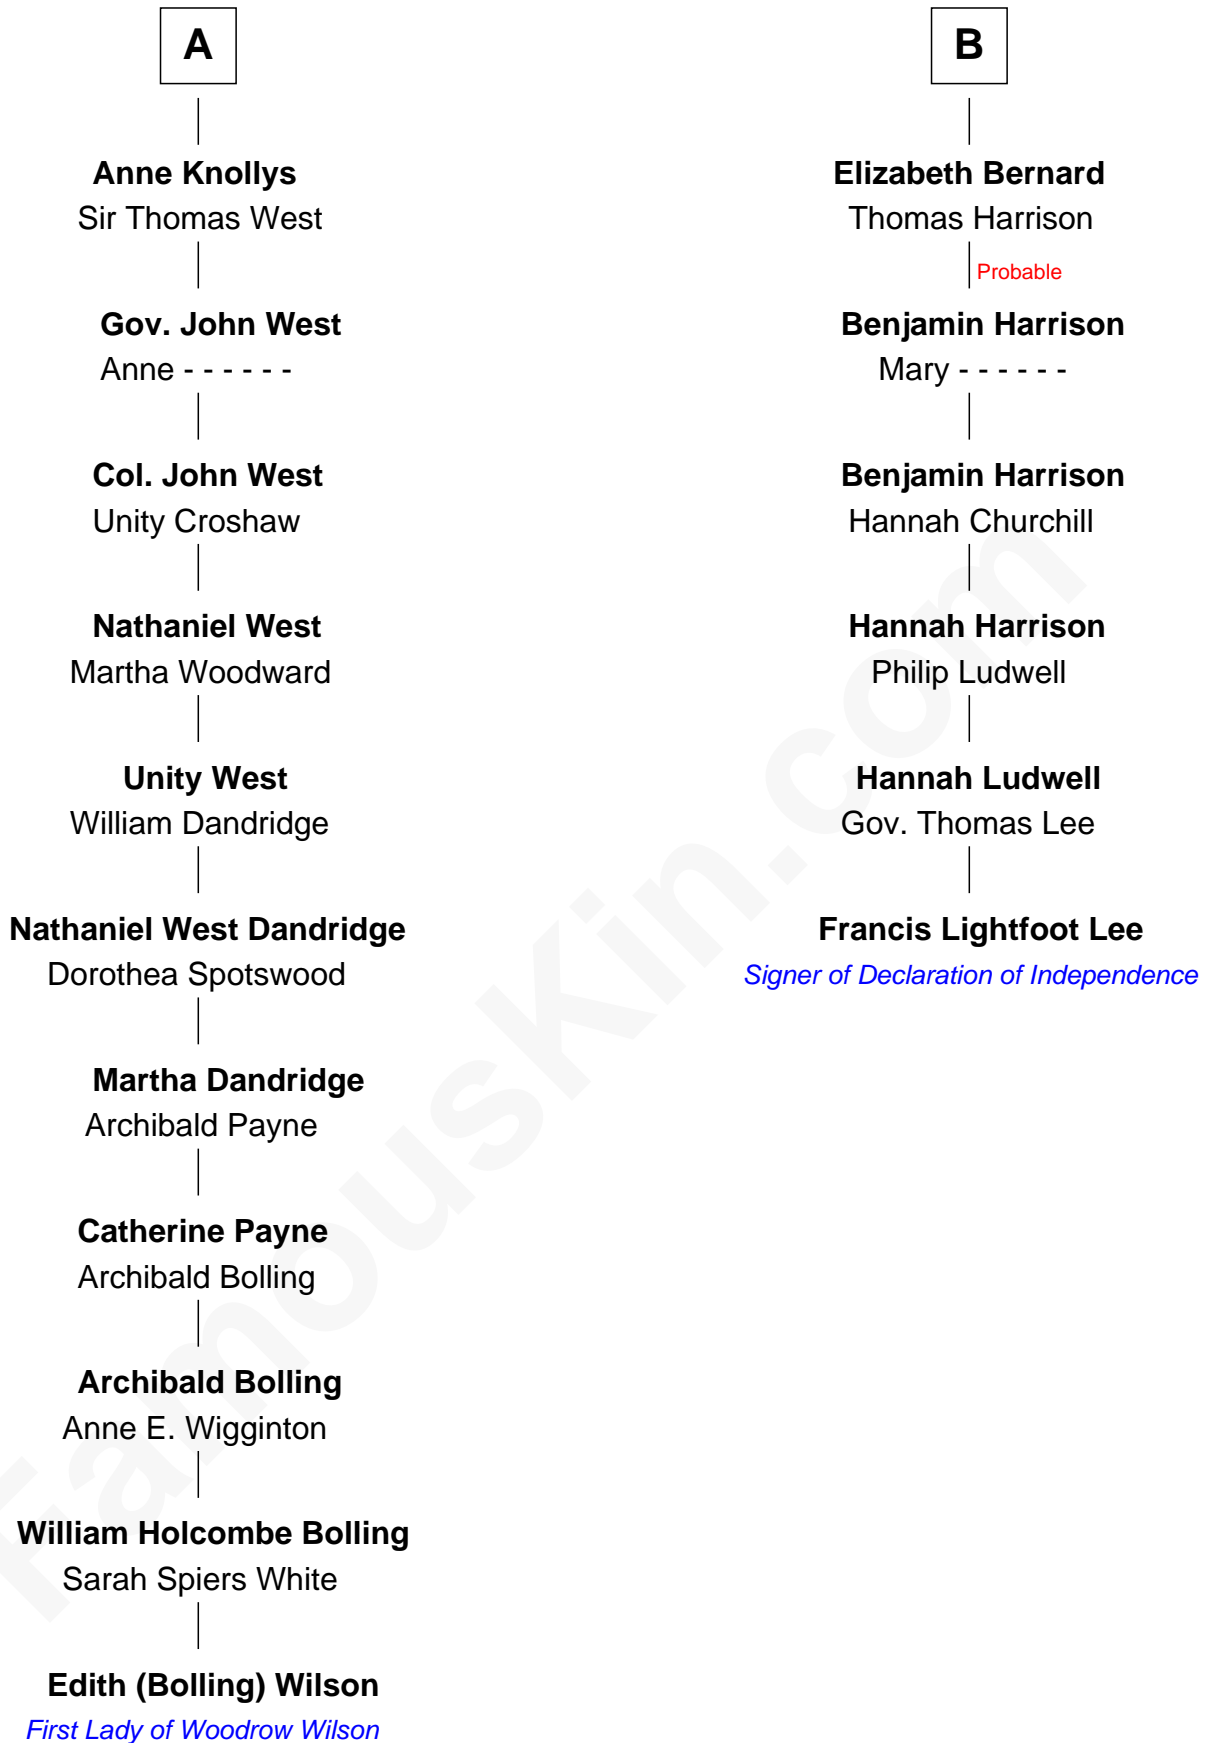 A
Anne Knollys
Sir Thomas West
Gov. John West
Anne - - - - - -
Col. John West
Unity Croshaw
Nathaniel West
Martha Woodward
Unity West
William Dandridge
Nathaniel West Dandridge
Dorothea Spotswood
Martha Dandridge
Archibald Payne
Catherine Payne
Archibald Bolling
Archibald Bolling
Anne E. Wigginton
William Holcombe Bolling
Sarah Spiers White
Edith (Bolling) Wilson
First Lady of Woodrow Wilson
B
Elizabeth Bernard
Thomas Harrison
Probable
Benjamin Harrison
Mary - - - - - -
Benjamin Harrison
Hannah Churchill
Hannah Harrison
Philip Ludwell
Hannah Ludwell
Gov. Thomas Lee
Francis Lightfoot Lee
Signer of Declaration of Independence
FamousKin.com